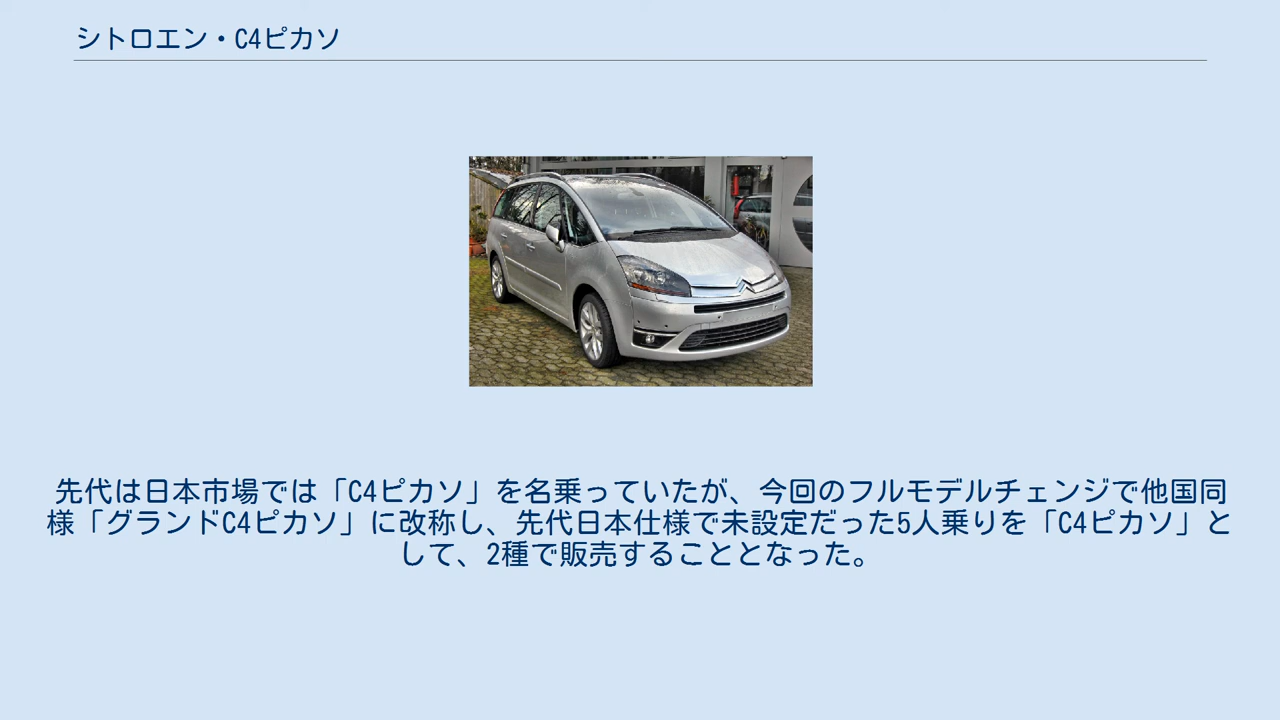 シトロエン・C4ピカソ
先代は日本市場では「C4ピカソ」を名乗っていたが、今回のフルモデルチェンジで他国同
様「グランドC4ピカソ」に改称し、先代日本仕様で未設定だった5人乗りを「C4ピカソ」と
して、2種で販売することとなった。